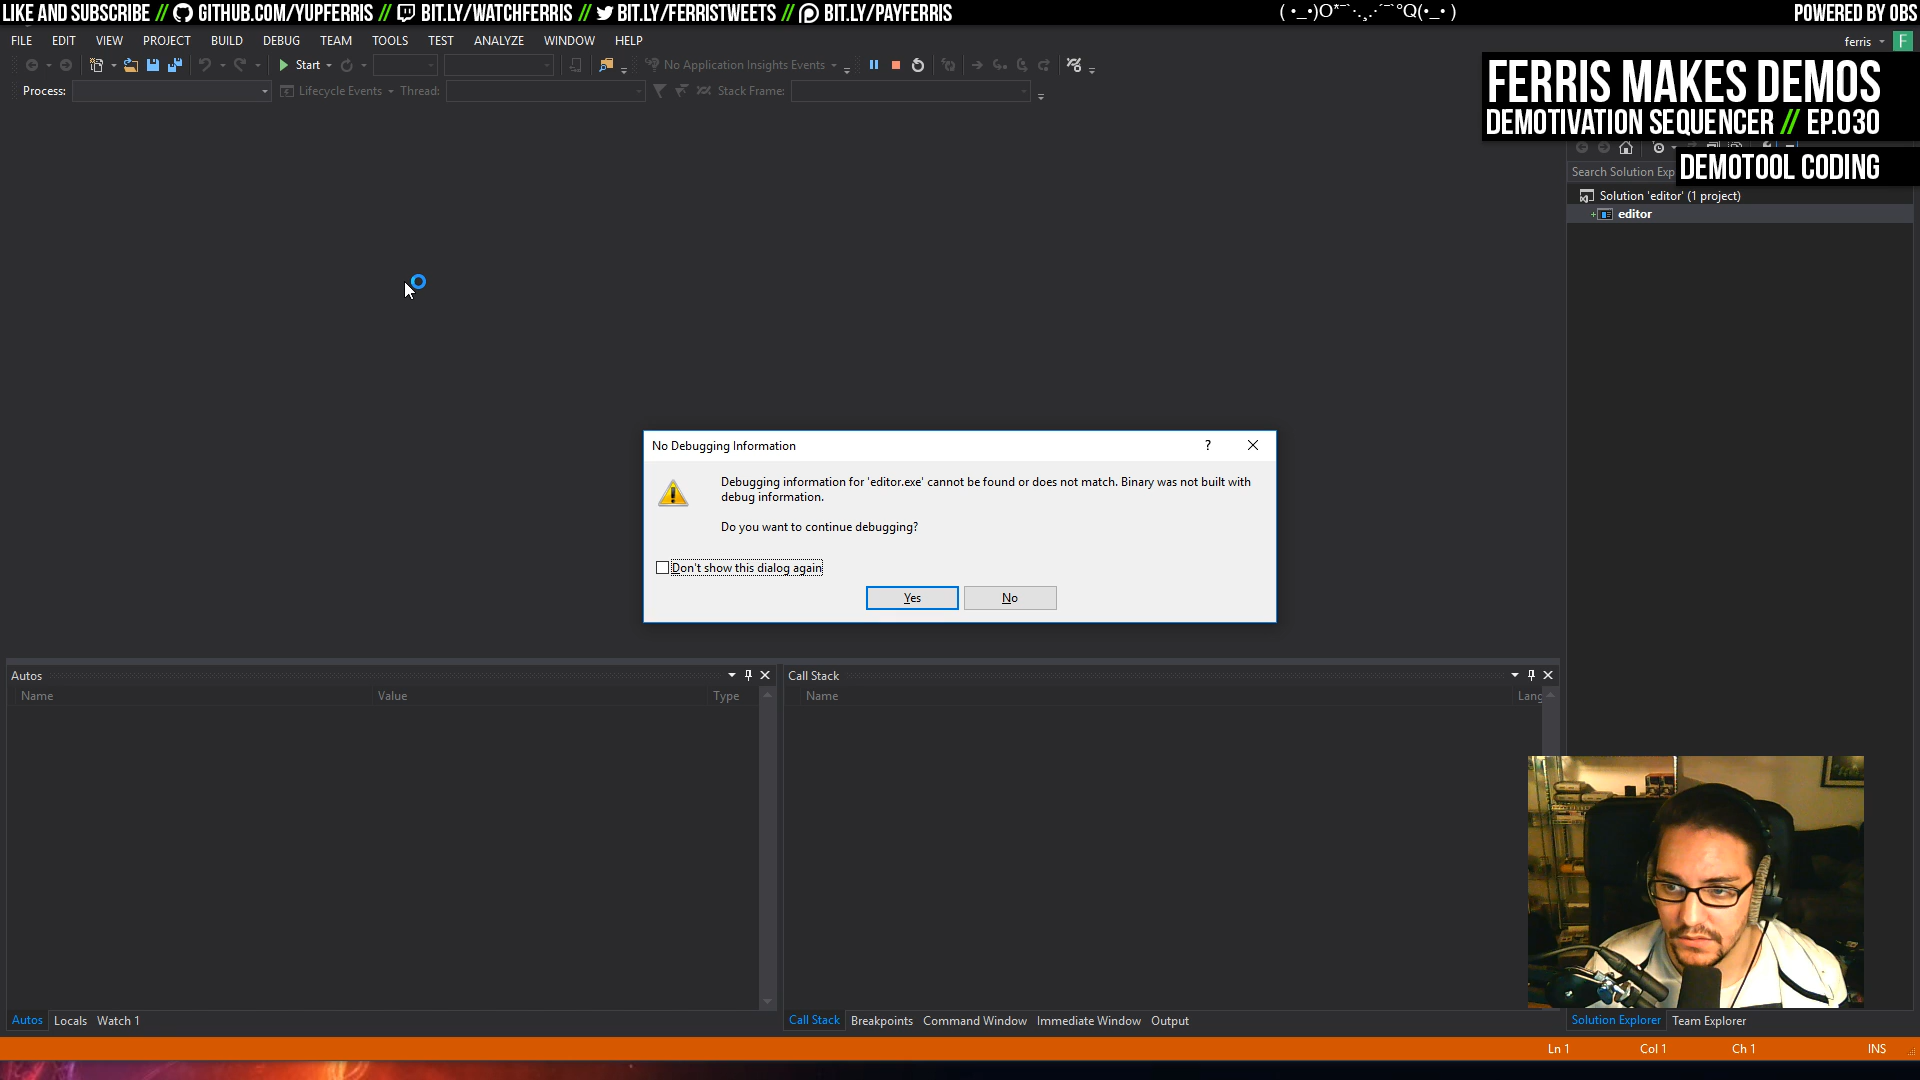 LIKE AND SUBSCRIBE // GITHUB.COM/YUPFERRIS // BIT.LY/WATCHFERRIS // BIT.LY/FERRISTWEETS // BIT.LY/PAYFERRIS
( •_•)O*¯`·.¸.·´¯`°Q(•_• )
POWERED BY OBS
FILE EDIT VIEW PROJECT BUILD DEBUG TEAM TOOLS TEST ANALYZE WINDOW HELP
ferris F
Start No Application Insights Events
Process: Lifecycle Events Thread: Stack Frame:
FERRIS MAKES DEMOS
DEMOTIVATION SEQUENCER // EP.030
DEMOTOOL CODING
Search Solution Exp
Solution 'editor' (1 project)
editor
No Debugging Information ?
Debugging information for 'editor.exe' cannot be found or does not match. Binary was not built with
debug information.
Do you want to continue debugging?
Don't show this dialog again
Yes No
Autos
Name Value Type
Call Stack
Name Lang
Autos Locals Watch 1
Call Stack Breakpoints Command Window Immediate Window Output
Solution Explorer Team Explorer
Ln 1 Col 1 Ch 1 INS